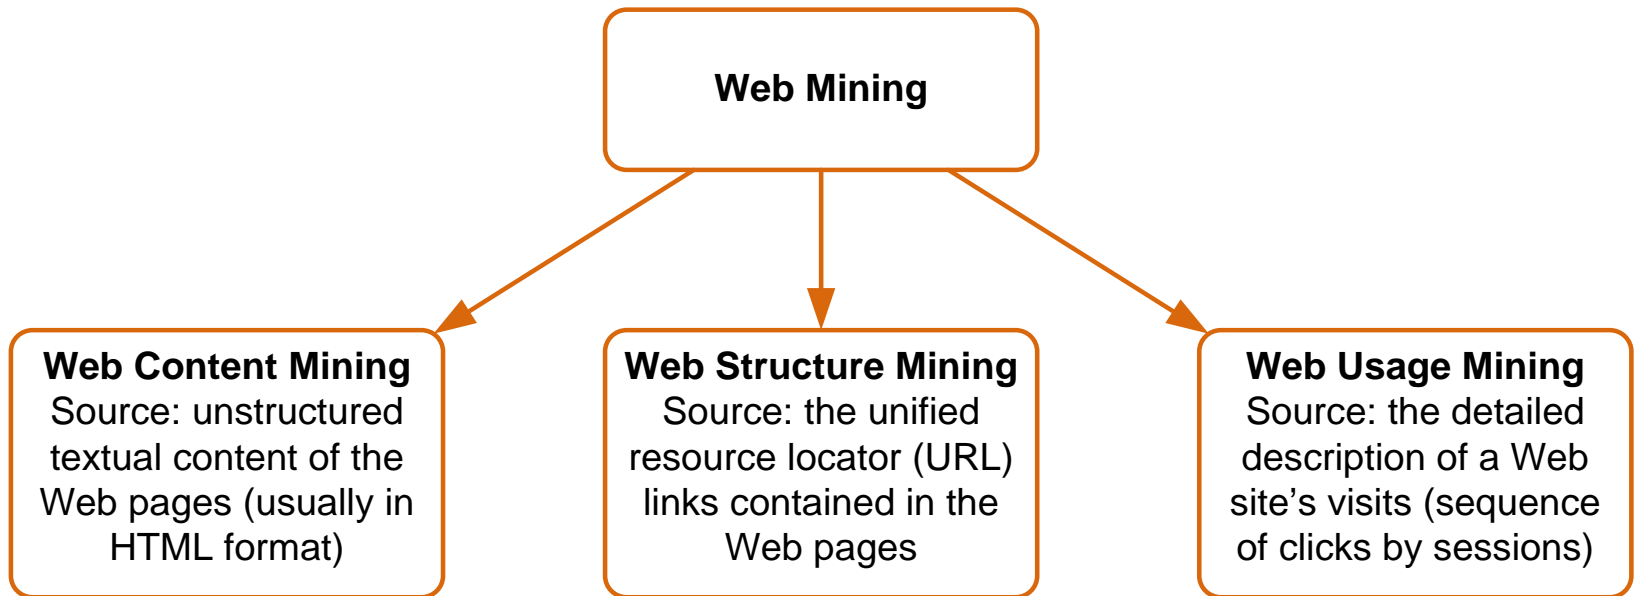 Web Mining
Web Content Mining
Source: unstructured
textual content of the
Web pages (usually in
HTML format)
Web Structure Mining
Source: the unified
resource locator (URL)
links contained in the
Web pages
Web Usage Mining
Source: the detailed
description of a Web
site’s visits (sequence
of clicks by sessions)